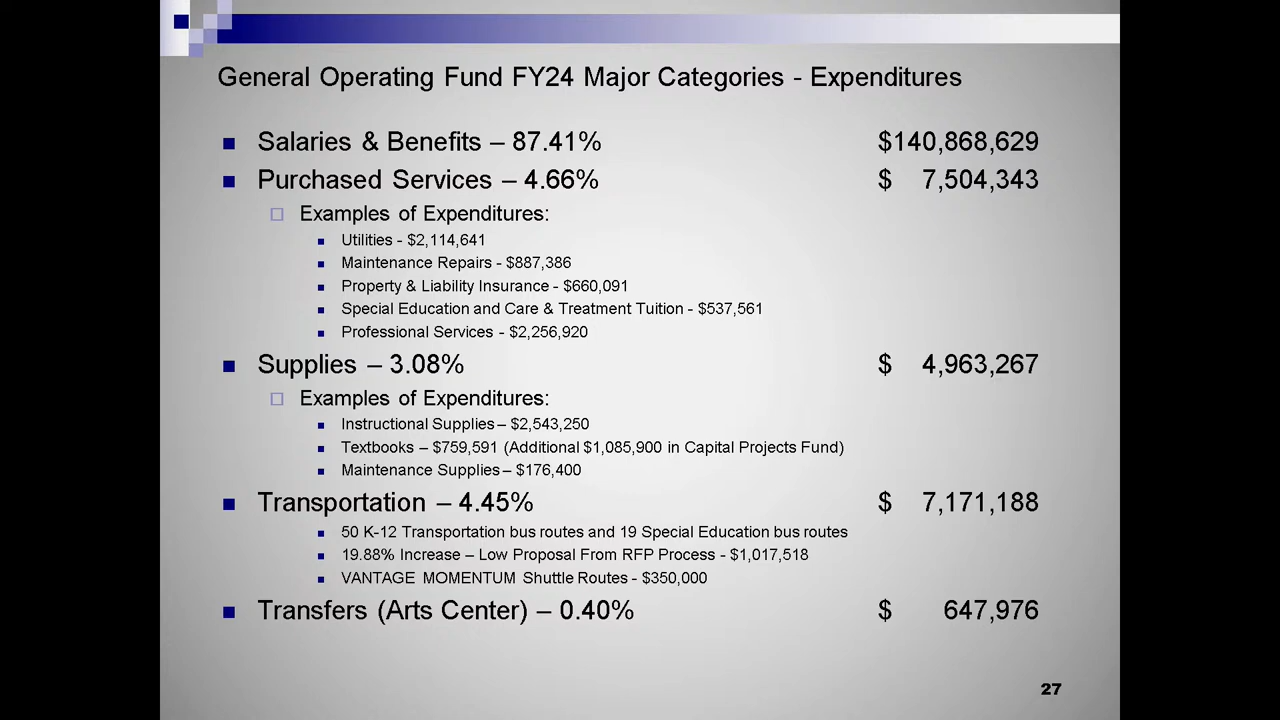 General Operating Fund FY24 Major Categories - Expenditures
Salaries & Benefits – 87.41% $140,868,629
Purchased Services – 4.66% $ 7,504,343
Examples of Expenditures:
Utilities - $2,114,641
Maintenance Repairs - $887,386
Property & Liability Insurance - $660,091
Special Education and Care & Treatment Tuition - $537,561
Professional Services - $2,256,920
Supplies – 3.08% $ 4,963,267
Examples of Expenditures:
Instructional Supplies – $2,543,250
Textbooks – $759,591 (Additional $1,085,900 in Capital Projects Fund)
Maintenance Supplies – $176,400
Transportation – 4.45% $ 7,171,188
50 K-12 Transportation bus routes and 19 Special Education bus routes
19.88% Increase – Low Proposal From RFP Process - $1,017,518
VANTAGE MOMENTUM Shuttle Routes - $350,000
Transfers (Arts Center) – 0.40% $ 647,976
27